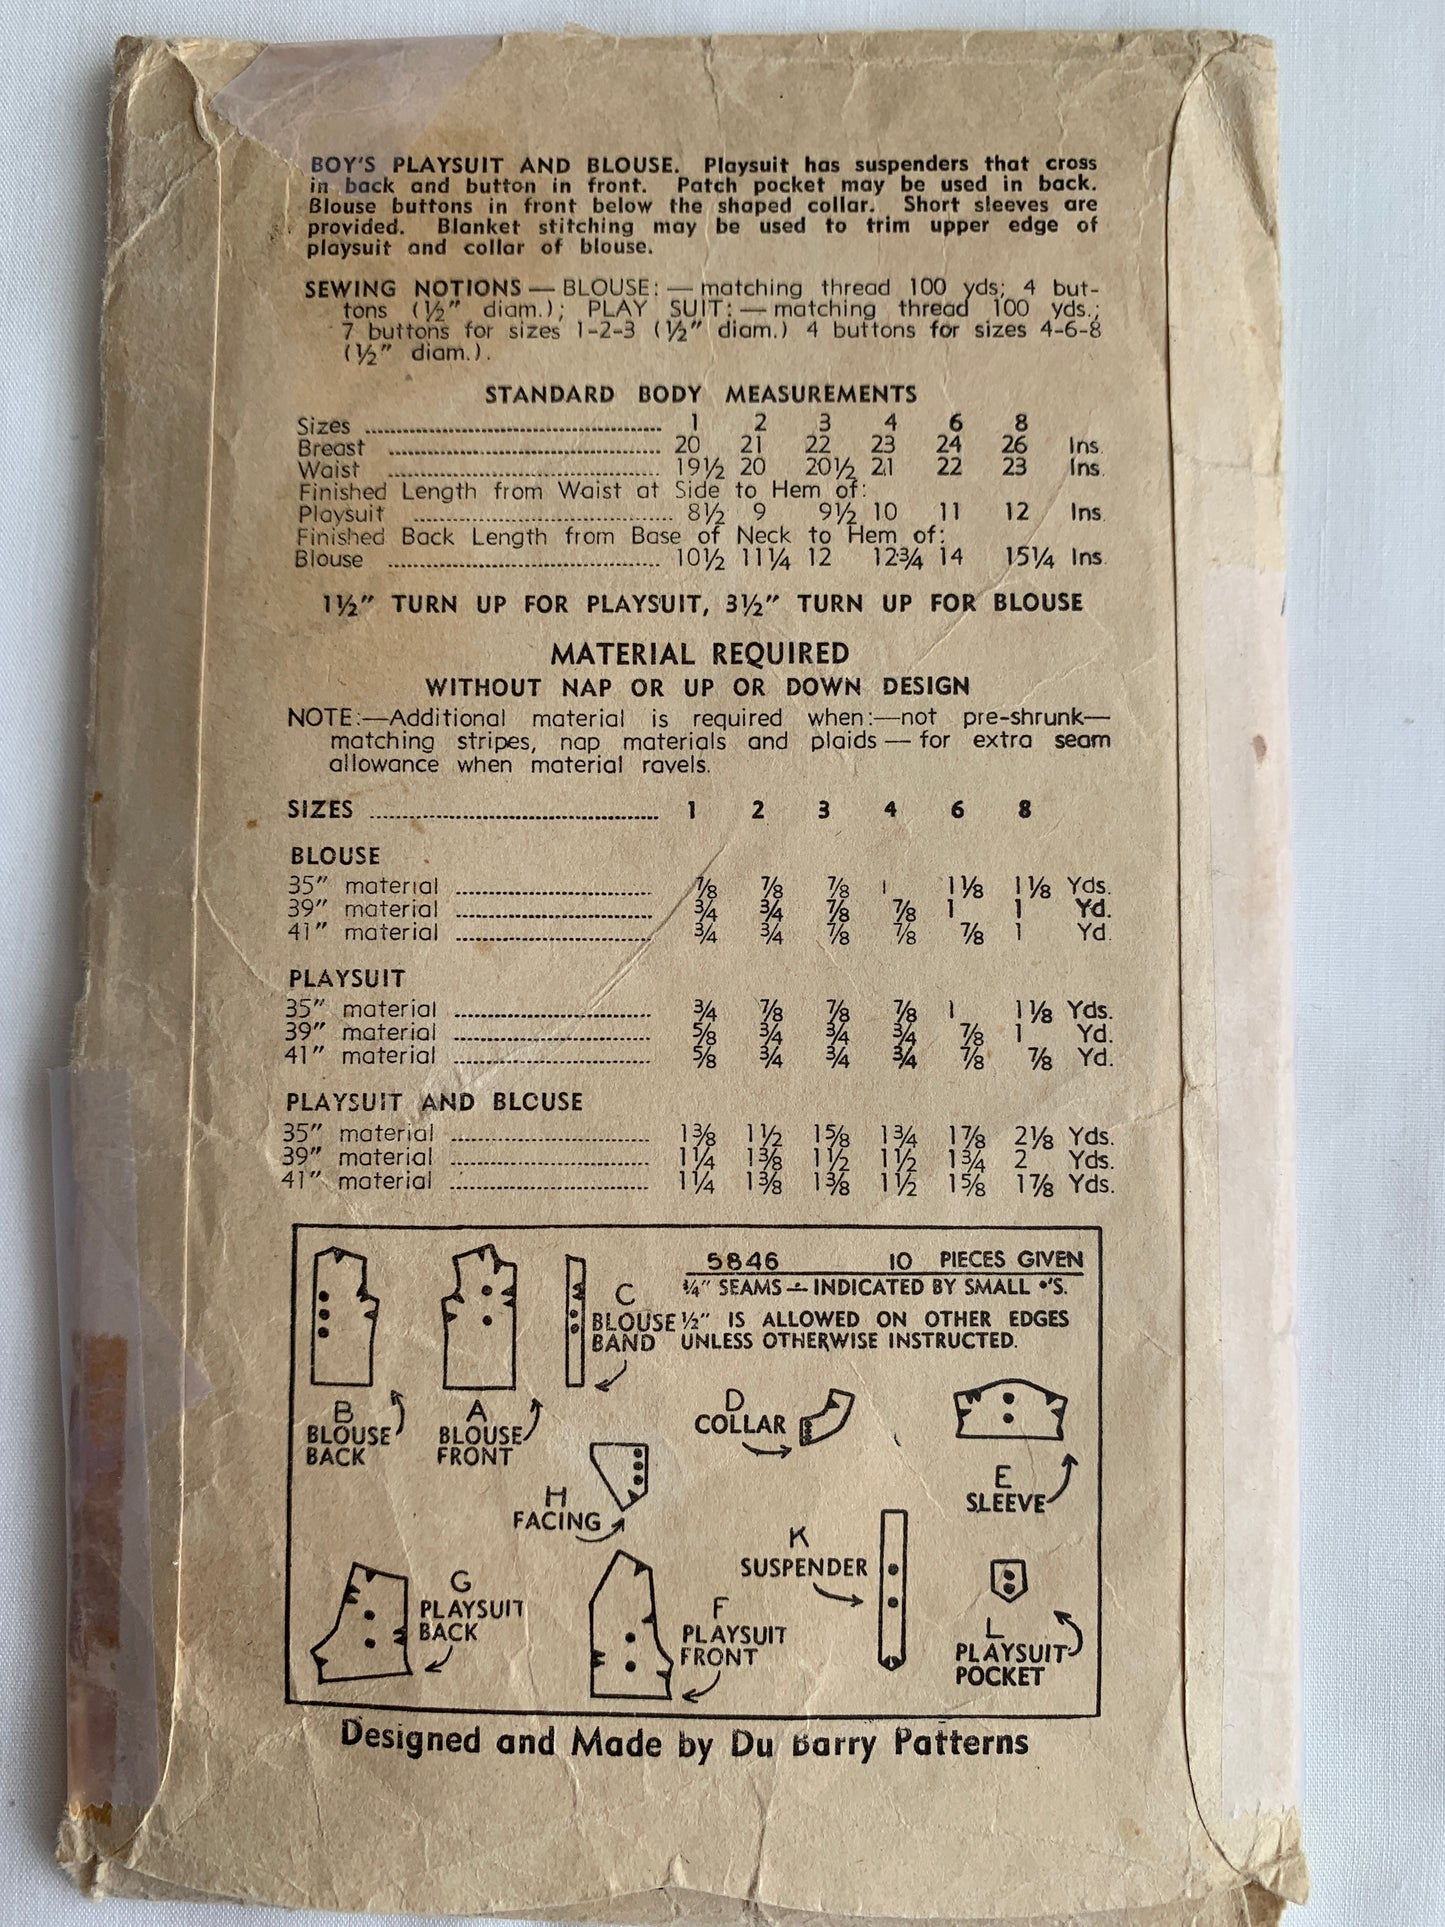 BOY'S PLAYSUIT AND BLOUSE. Playsuit has suspenders that cross
in back and button in front. Patch pocket may be used in back.
Blouse buttons in front below the shaped collar. Short sleeves are
provided. Blanket stitching may be used to trim upper edge of
playsuit and collar of blouse.
SEWING NOTIONS — BLOUSE: — matching thread 100 yds; 4 but-
tons (½" diam.); PLAY SUIT: — matching thread 100 yds.;
7 buttons for sizes 1-2-3 (½" diam.) 4 buttons for sizes 4-6-8
(½" diam.).
STANDARD BODY MEASUREMENTS
Sizes 1 2 3 4 6 8
Breast 20 21 22 23 24 26 Ins.
Waist 19½ 20 20½ 21 22 23 Ins.
Finished Length from Waist at Side to Hem of:
Playsuit 8½ 9 9½ 10 11 12 Ins.
Finished Back Length from Base of Neck to Hem of:
Blouse 10½ 11¼ 12 12¾ 14 15¼ Ins.
1½" TURN UP FOR PLAYSUIT, 3½" TURN UP FOR BLOUSE
MATERIAL REQUIRED
WITHOUT NAP OR UP OR DOWN DESIGN
NOTE:—Additional material is required when:—not pre-shrunk—
matching stripes, nap materials and plaids — for extra seam
allowance when material ravels.
SIZES 1 2 3 4 6 8
BLOUSE
35" material ⅞ ⅞ ⅞ 1 1⅛ 1⅛ Yds.
39" material ¾ ¾ ⅞ ⅞ 1 1 Yd.
41" material ¾ ¾ ⅞ ⅞ ⅞ 1 Yd.
PLAYSUIT
35" material ¾ ⅞ ⅞ ⅞ 1 1⅛ Yds.
39" material ⅝ ¾ ¾ ¾ ⅞ 1 Yd.
41" material ⅝ ¾ ¾ ¾ ⅞ ⅞ Yd.
PLAYSUIT AND BLOUSE
35" material 1⅜ 1½ 1⅝ 1¾ 1⅞ 2⅛ Yds.
39" material 1¼ 1⅜ 1½ 1½ 1¾ 2 Yds.
41" material 1¼ 1⅜ 1⅜ 1½ 1⅝ 1⅞ Yds.
5846 10 PIECES GIVEN
¾" SEAMS — INDICATED BY SMALL •'S.
½" IS ALLOWED ON OTHER EDGES
UNLESS OTHERWISE INSTRUCTED.
C
BLOUSE
BAND
B
BLOUSE
BACK
A
BLOUSE
FRONT
D
COLLAR
E
SLEEVE
H
FACING
K
SUSPENDER
G
PLAYSUIT
BACK
F
PLAYSUIT
FRONT
L
PLAYSUIT
POCKET
Designed and Made by Du Barry Patterns